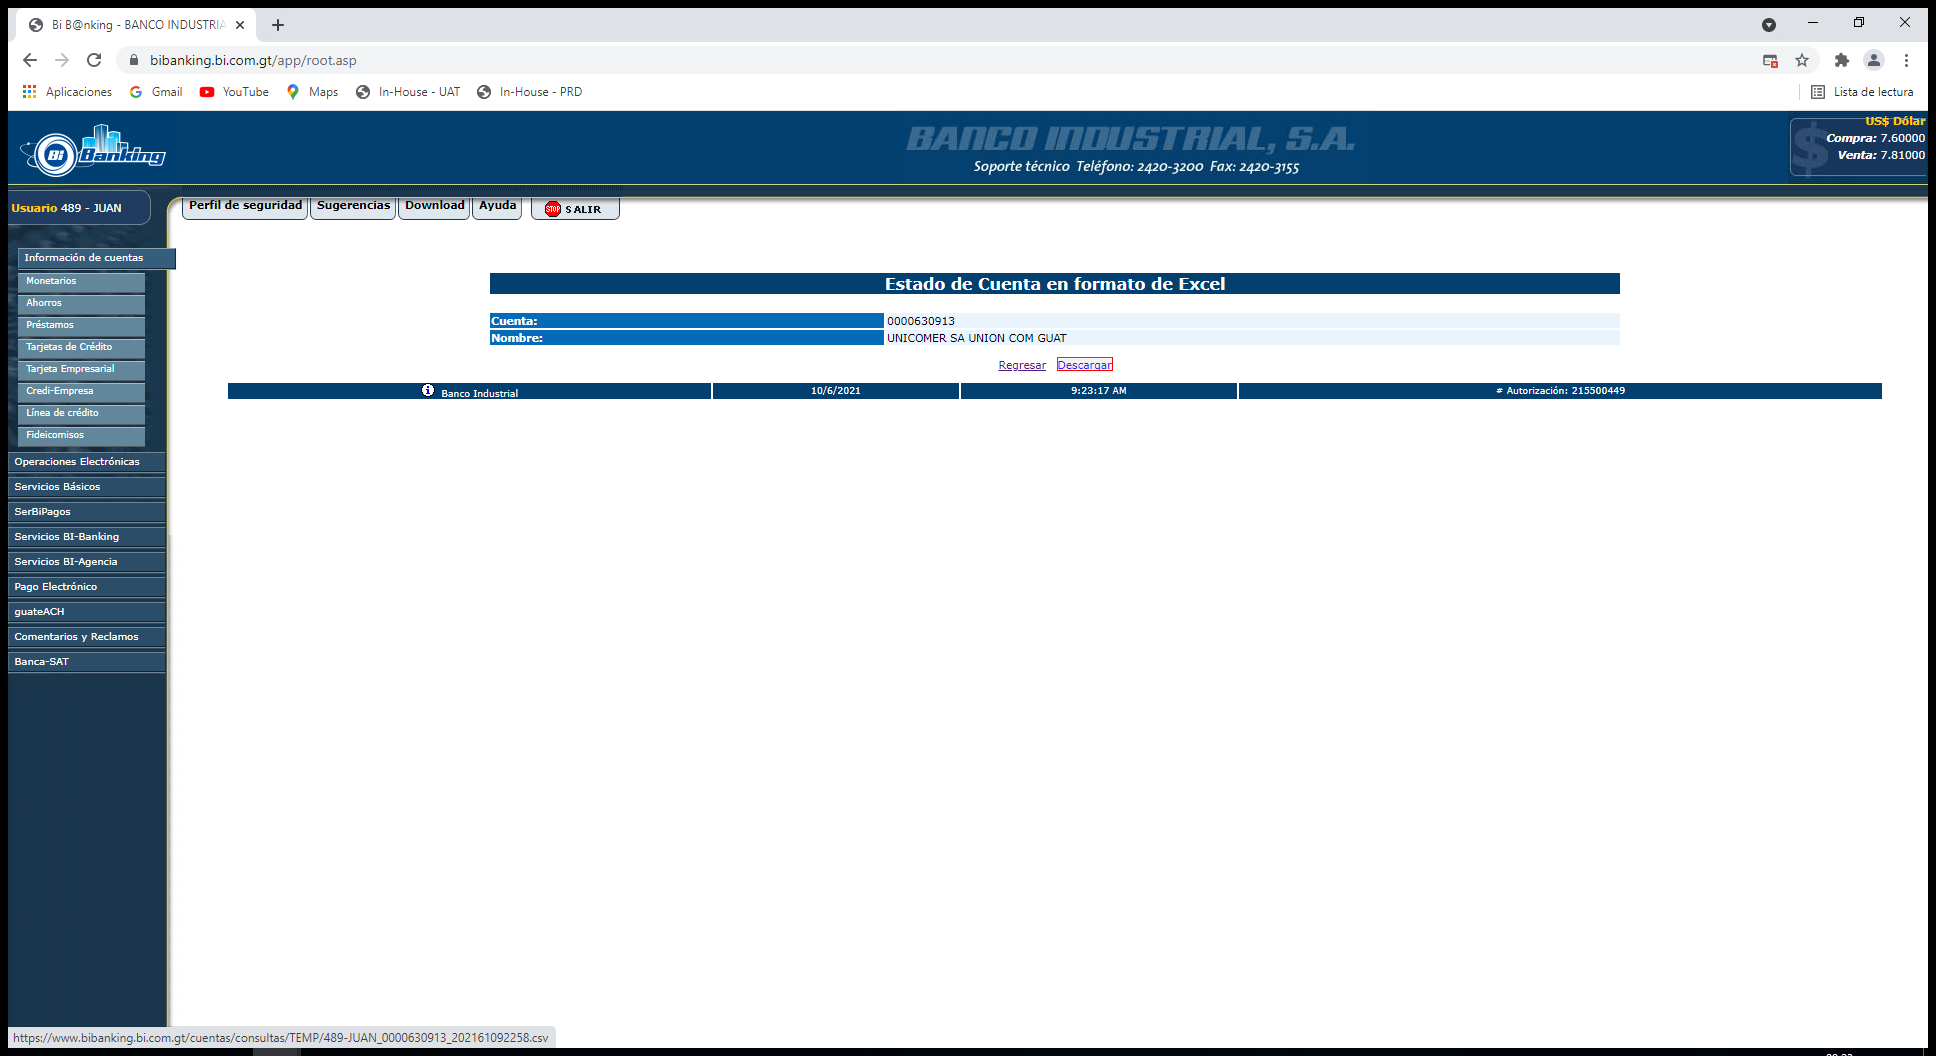 Bi B@nking - BANCO INDUSTRIA
bibanking.bi.com.gt/app/root.asp
Aplicaciones Gmail YouTube Maps In-House - UAT In-House - PRD Lista de lectura
Bi Banking
BANCO INDUSTRIAL, S.A.
Soporte técnico Teléfono: 2420-3200 Fax: 2420-3155
US$ Dólar
Compra: 7.60000
Venta: 7.81000
Usuario 489 - JUAN
Perfil de seguridad Sugerencias Download Ayuda STOP SALIR
Información de cuentas
Monetarios
Ahorros
Préstamos
Tarjetas de Crédito
Tarjeta Empresarial
Credi-Empresa
Línea de crédito
Fideicomisos
Operaciones Electrónicas
Servicios Básicos
SerBiPagos
Servicios BI-Banking
Servicios BI-Agencia
Pago Electrónico
guateACH
Comentarios y Reclamos
Banca-SAT
Estado de Cuenta en formato de Excel
Cuenta: 0000630913
Nombre: UNICOMER SA UNION COM GUAT
Regresar Descargar
Banco Industrial 10/6/2021 9:23:17 AM # Autorización: 215500449
https://www.bibanking.bi.com.gt/cuentas/consultas/TEMP/489-JUAN_0000630913_202161092258.csv